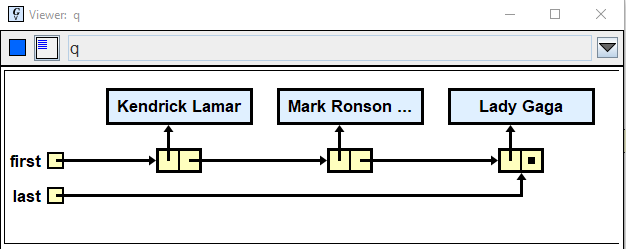 Viewer: q
q
Kendrick Lamar
Mark Ronson ...
Lady Gaga
first
last